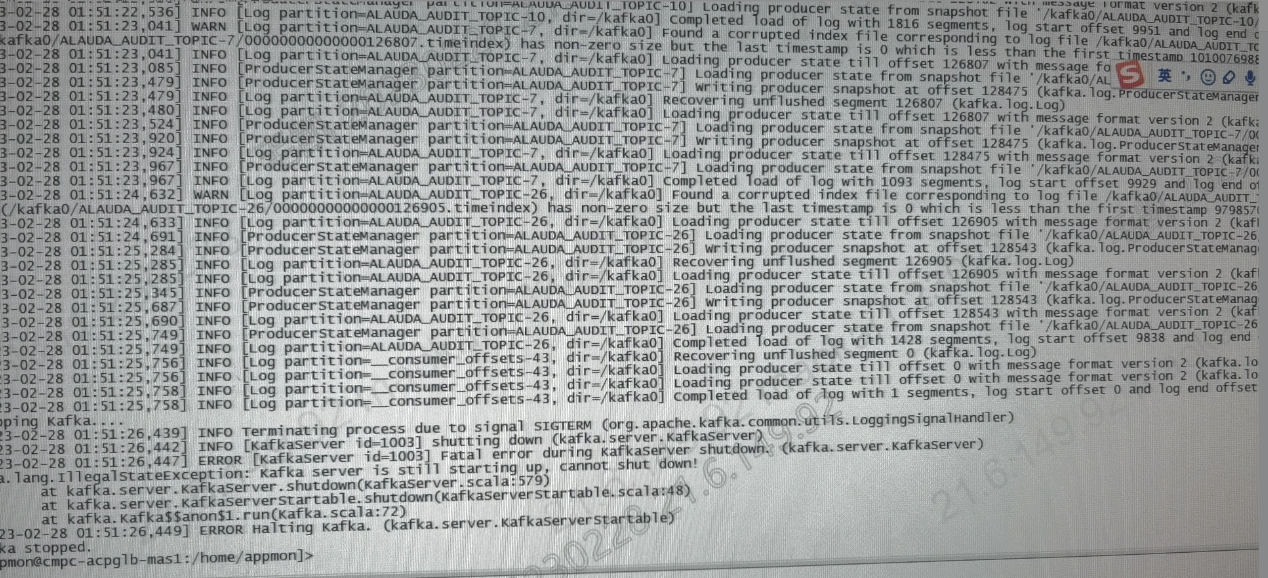 3-02-28 01:51:22,536] INFO [Log partition=ALAUDA_AUDIT_TOPIC-10, dir=/kafka0] Loading producer state from snapshot file '/kafka0/ALAUDA_AUDIT_TOPIC-10/
3-02-28 01:51:23,041] WARN [Log partition=ALAUDA_AUDIT_TOPIC-7, dir=/kafka0] Completed load of log with 1816 segments, log start offset 9951 and log end
kafka0/ALAUDA_AUDIT_TOPIC-7/00000000000000126807.timeindex) has non-zero size but the last timestamp is 0 which is less than the first timestamp 1010076988
3-02-28 01:51:23,041] INFO [Log partition=ALAUDA_AUDIT_TOPIC-7, dir=/kafka0] Loading producer state till offset 126807 with message fo
3-02-28 01:51:23,085] INFO [ProducerStateManager partition=ALAUDA_AUDIT_TOPIC-7] Loading producer state from snapshot file '/kafka0/AL
英
3-02-28 01:51:23,479] INFO [ProducerStateManager partition=ALAUDA_AUDIT_TOPIC-7] Writing producer snapshot at offset 128475 (kafka.log.ProducerStateManager
3-02-28 01:51:23,479] INFO [Log partition=ALAUDA_AUDIT_TOPIC-7, dir=/kafka0] Recovering unflushed segment 126807 (kafka.log.Log)
3-02-28 01:51:23,480] INFO [Log partition=ALAUDA_AUDIT_TOPIC-7, dir=/kafka0] Loading producer state till offset 126807 with message format version 2 (kafk
3-02-28 01:51:23,524] INFO [ProducerStateManager partition=ALAUDA_AUDIT_TOPIC-7] Loading producer state from snapshot file '/kafka0/ALAUDA_AUDIT_TOPIC-7/00
3-02-28 01:51:23,920] INFO [ProducerStateManager partition=ALAUDA_AUDIT_TOPIC-7] Writing producer snapshot at offset 128475 (kafka.log.ProducerStateManager
3-02-28 01:51:23,924] INFO [Log partition=ALAUDA_AUDIT_TOPIC-7, dir=/kafka0] Loading producer state till offset 128475 with message format version 2 (kafk
3-02-28 01:51:23,967] INFO [ProducerStateManager partition=ALAUDA_AUDIT_TOPIC-7] Loading producer state from snapshot file '/kafka0/ALAUDA_AUDIT_TOPIC-7/00
3-02-28 01:51:23,967] INFO [Log partition=ALAUDA_AUDIT_TOPIC-7, dir=/kafka0] Completed load of log with 1093 segments, log start offset 9929 and log end of
3-02-28 01:51:24,632] WARN [Log partition=ALAUDA_AUDIT_TOPIC-26, dir=/kafka0] Found a corrupted index file corresponding to log file /kafka0/ALAUDA_AUDIT_
(/kafka0/ALAUDA_AUDIT_TOPIC-26/00000000000000126905.timeindex) has non-zero size but the last timestamp is 0 which is less than the first timestamp 979857
3-02-28 01:51:24,633] INFO [Log partition=ALAUDA_AUDIT_TOPIC-26, dir=/kafka0] Loading producer state till offset 126905 with message format version 2 (kaf
3-02-28 01:51:24,691] INFO [ProducerStateManager partition=ALAUDA_AUDIT_TOPIC-26] Loading producer state from snapshot file '/kafka0/ALAUDA_AUDIT_TOPIC-26
3-02-28 01:51:25,284] INFO [ProducerStateManager partition=ALAUDA_AUDIT_TOPIC-26] Writing producer snapshot at offset 128543 (kafka.log.ProducerStateManag
3-02-28 01:51:25,285] INFO [Log partition=ALAUDA_AUDIT_TOPIC-26, dir=/kafka0] Recovering unflushed segment 126905 (kafka.log.Log)
3-02-28 01:51:25,285] INFO [Log partition=ALAUDA_AUDIT_TOPIC-26, dir=/kafka0] Loading producer state till offset 126905 with message format version 2 (kaf
3-02-28 01:51:25,345] INFO [ProducerStateManager partition=ALAUDA_AUDIT_TOPIC-26] Loading producer state from snapshot file '/kafka0/ALAUDA_AUDIT_TOPIC-26
3-02-28 01:51:25,687] INFO [ProducerStateManager partition=ALAUDA_AUDIT_TOPIC-26] Writing producer snapshot at offset 128543 (kafka.log.ProducerStateManag
3-02-28 01:51:25,690] INFO [Log partition=ALAUDA_AUDIT_TOPIC-26, dir=/kafka0] Loading producer state till offset 128543 with message format version 2 (kaf
3-02-28 01:51:25,749] INFO [ProducerStateManager partition=ALAUDA_AUDIT_TOPIC-26] Loading producer state from snapshot file '/kafka0/ALAUDA_AUDIT_TOPIC-26
3-02-28 01:51:25,749] INFO [Log partition=ALAUDA_AUDIT_TOPIC-26, dir=/kafka0] Completed load of log with 1428 segments, log start offset 9838 and log end
3-02-28 01:51:25,756] INFO [Log partition=__consumer_offsets-43, dir=/kafka0] Recovering unflushed segment 0 (kafka.log.Log)
3-02-28 01:51:25,756] INFO [Log partition=__consumer_offsets-43, dir=/kafka0] Loading producer state till offset 0 with message format version 2 (kafka.lo
3-02-28 01:51:25,758] INFO [Log partition=__consumer_offsets-43, dir=/kafka0] Loading producer state till offset 0 with message format version 2 (kafka.lo
3-02-28 01:51:25,758] INFO [Log partition=__consumer_offsets-43, dir=/kafka0] Completed load of log with 1 segments, log start offset 0 and log end offset
pping Kafka....
23-02-28 01:51:26,439] INFO Terminating process due to signal SIGTERM (org.apache.kafka.common.utils.LoggingSignalHandler)
23-02-28 01:51:26,442] INFO [KafkaServer id=1003] shutting down (kafka.server.KafkaServer)
23-02-28 01:51:26,447] ERROR [KafkaServer id=1003] Fatal error during KafkaServer shutdown. (kafka.server.KafkaServer)
a.lang.IllegalStateException: Kafka server is still starting up, cannot shut down!
at kafka.server.KafkaServer.shutdown(KafkaServer.scala:579)
at kafka.server.KafkaServerStartable.shutdown(KafkaServerStartable.scala:48)
at kafka.Kafka$$anon$1.run(Kafka.scala:72)
23-02-28 01:51:26,449] ERROR Halting Kafka. (kafka.server.KafkaServerStartable)
ka stopped.
pmon@cmpc-acpglb-mas1:/home/appmon]>